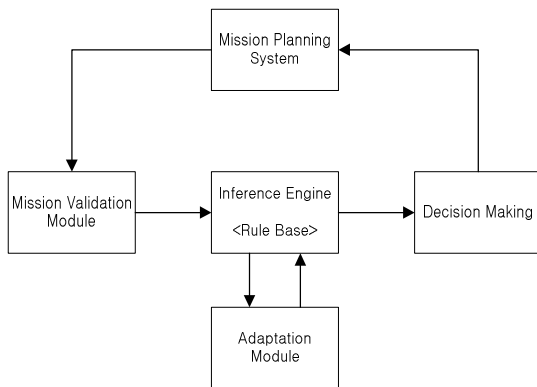 Mission Planning
System
Mission Validation
Module
Inference Engine
<Rule Base>
Decision Making
Adaptation
Module